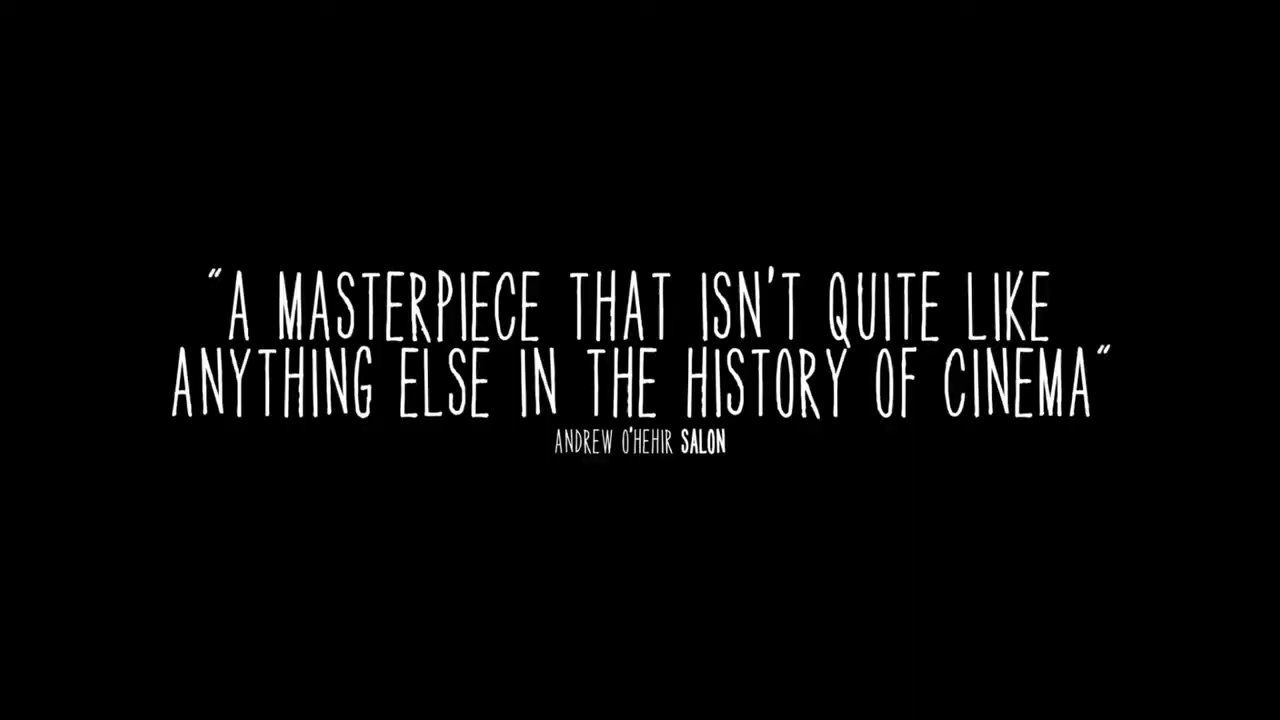 "A MASTERPIECE THAT ISN'T QUITE LIKE
ANYTHING ELSE IN THE HISTORY OF CINEMA"
ANDREW O'HEHIR SALON